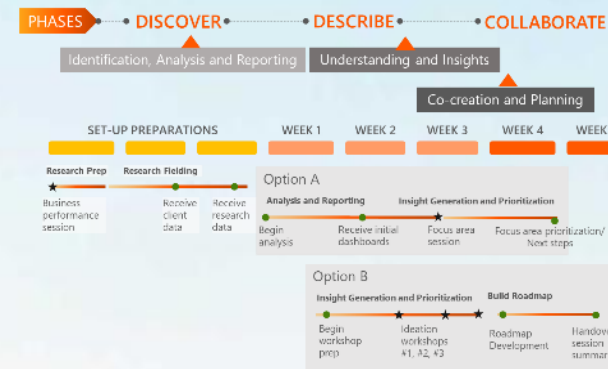 PHASES DISCOVER DESCRIBE COLLABORATE
Identification, Analysis and Reporting
Understanding and Insights
Co-creation and Planning
SET-UP PREPARATIONS WEEK 1 WEEK 2 WEEK 3 WEEK 4 WEEK
Research Prep Research Fielding
Business
performance
session
Receive
client
data
Receive
research
data
Option A
Analysis and Reporting Insight Generation and Prioritization
Begin
analysis
Receive initial
dashboards
Focus area
session
Focus area prioritization/
Next steps
Option B
Insight Generation and Prioritization Build Roadmap
Begin
workshop
prep
Ideation
workshops
#1, #2, #3
Roadmap
Development
Handove
session
summar